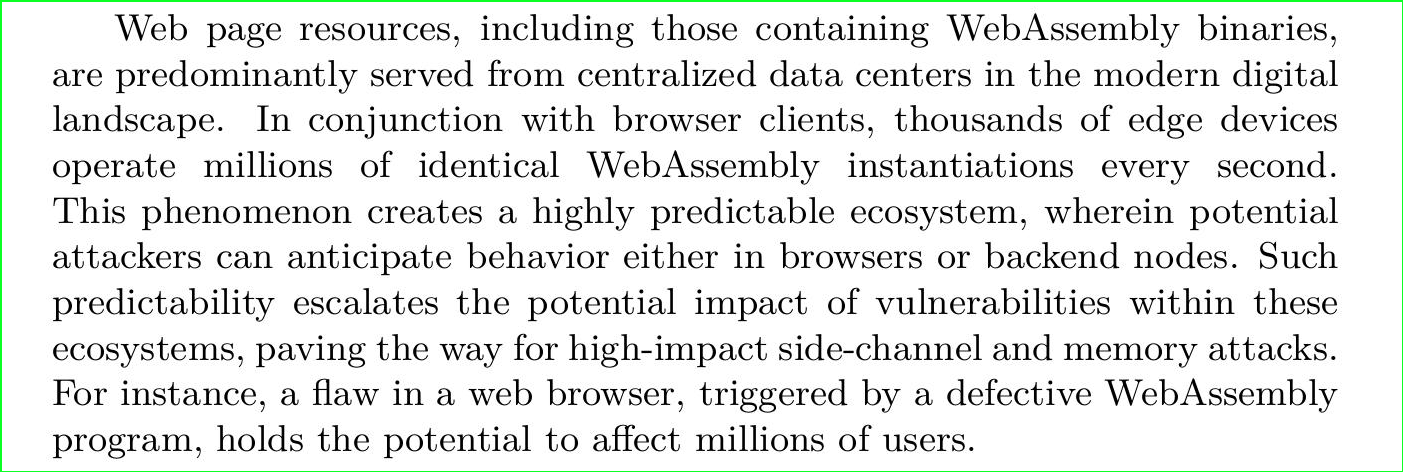 Web page resources, including those containing WebAssembly binaries,
are predominantly served from centralized data centers in the modern digital
landscape. In conjunction with browser clients, thousands of edge devices
operate millions of identical WebAssembly instantiations every second.
This phenomenon creates a highly predictable ecosystem, wherein potential
attackers can anticipate behavior either in browsers or backend nodes. Such
predictability escalates the potential impact of vulnerabilities within these
ecosystems, paving the way for high-impact side-channel and memory attacks.
For instance, a flaw in a web browser, triggered by a defective WebAssembly
program, holds the potential to affect millions of users.